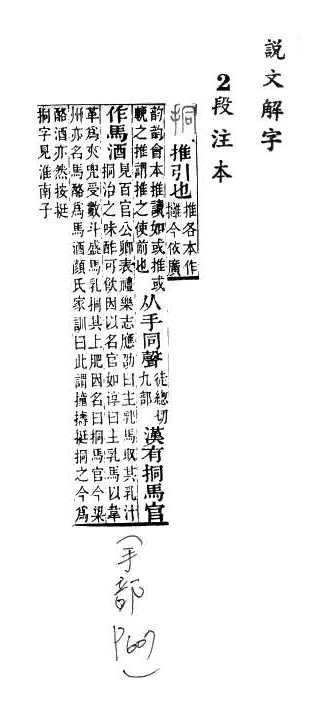 說文解字
2段注本
挏
推引也
推各本作
攤今依廣
韵韵會本推讀如或推或
輓之推謂推之使前也
从手同聲
徒總切
九部
漢有挏馬官
作馬酒
見百官公卿表禮樂志應劭曰主乳馬取其乳汁
挏治之味酢可飲因以名官如淳曰主乳馬以韋
革爲夾兜受數斗盛馬乳挏其上肥因名曰挏馬官今梁
州亦名馬酪爲馬酒顏氏家訓曰此謂撞擣挺挏之今爲
酪酒亦然按挺
挏字見淮南子
(手部 P607)